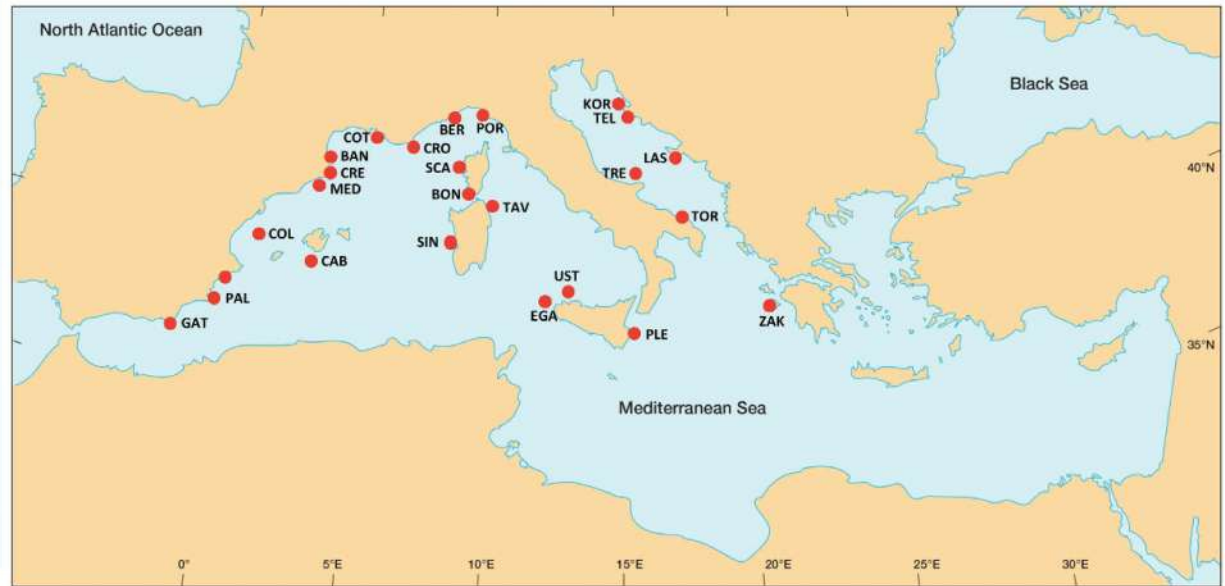 North Atlantic Ocean
Black Sea
KOR
TEL
BER
POR
COT
CRO
BAN
LAS
40°N
SCA
CRE
TRE
MED
BON
TAV
TOR
COL
SIN
CAB
UST
PAL
EGA
ZAK
GAT
PLE
35°N
Mediterranean Sea
0°
5°E
10°E
15°E
20°E
25°E
30°E